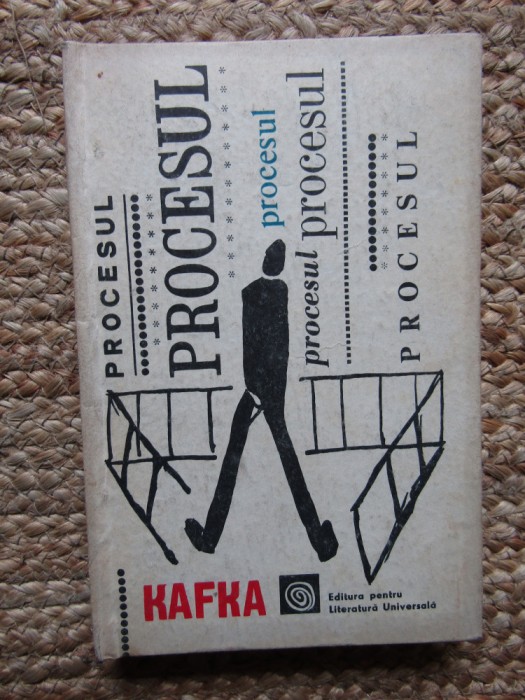 PROCESUL
PROCESUL
procesul
procesul
procesul
PROCESUL
KAFKA
Editura pentru
Literatură Universală